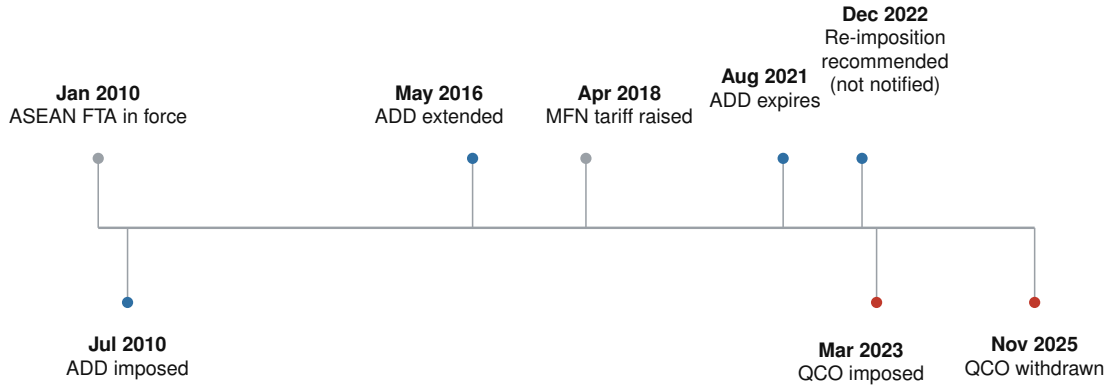 Jan 2010
ASEAN FTA in force
Jul 2010
ADD imposed
May 2016
ADD extended
Apr 2018
MFN tariff raised
Aug 2021
ADD expires
Dec 2022
Re-imposition
recommended
(not notified)
Mar 2023
QCO imposed
Nov 2025
QCO withdrawn